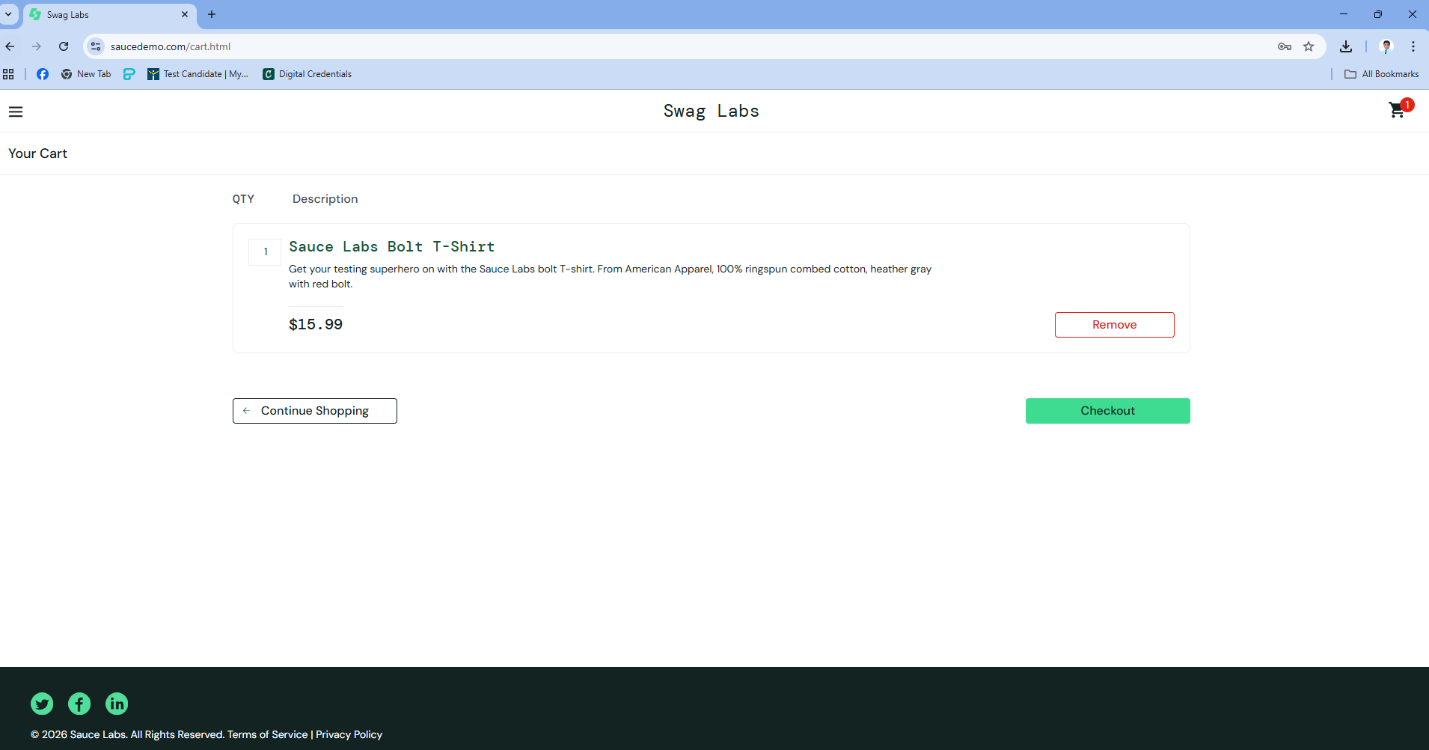 Swag Labs
saucedemo.com/cart.html
New Tab
Test Candidate | My...
Digital Credentials
All Bookmarks
Swag Labs
1
Your Cart
QTY Description
1
Sauce Labs Bolt T-Shirt
Get your testing superhero on with the Sauce Labs bolt T-shirt. From American Apparel, 100% ringspun combed cotton, heather gray
with red bolt.
$15.99
Remove
Continue Shopping
Checkout
© 2026 Sauce Labs. All Rights Reserved. Terms of Service | Privacy Policy